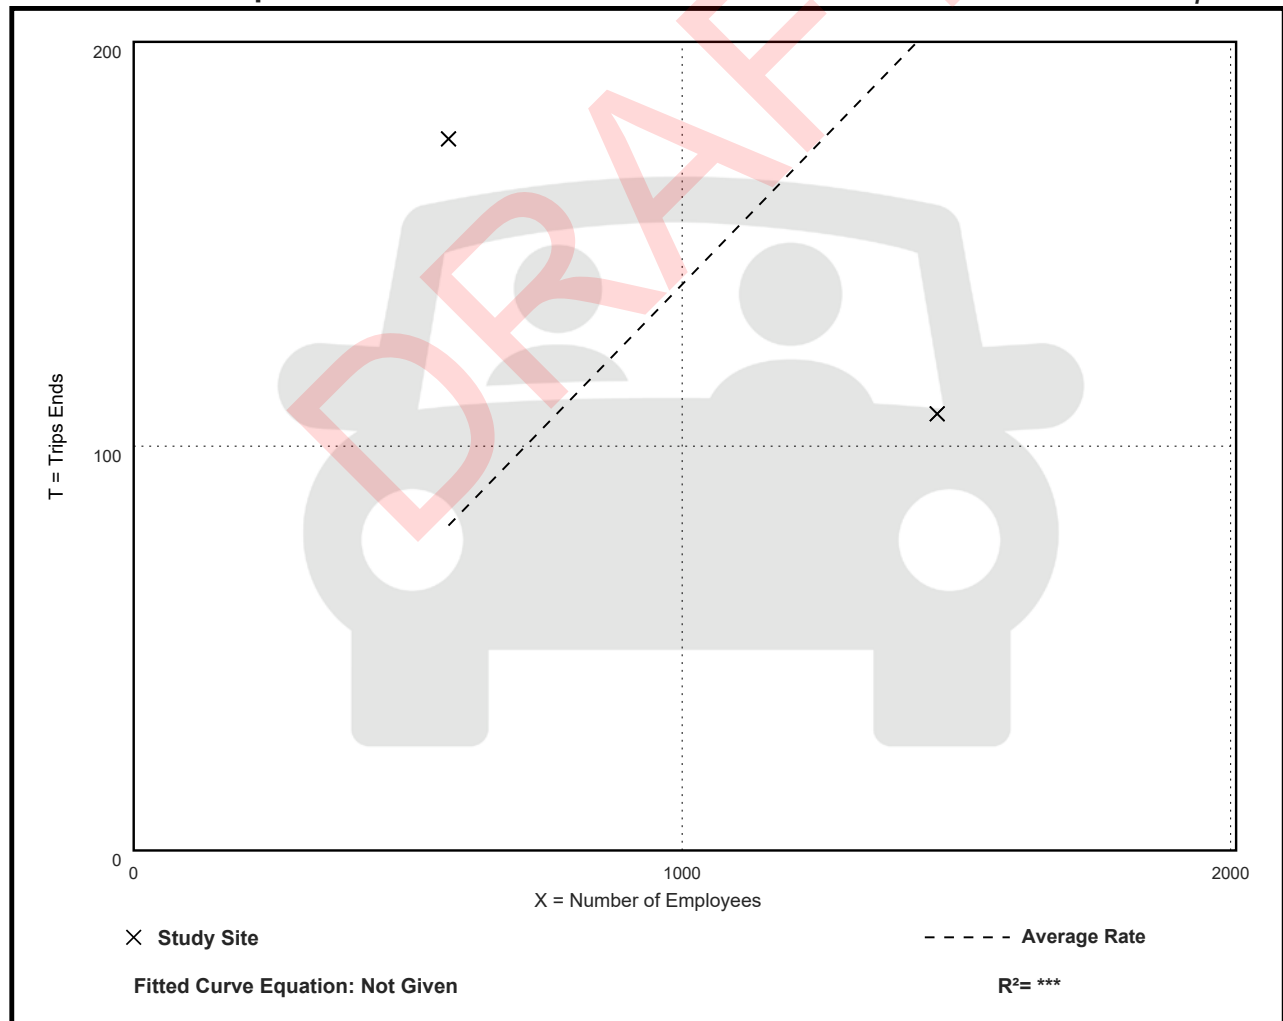 200
100
0
T = Trips Ends
DRAF
0 1000 2000
X = Number of Employees
Study Site
Average Rate
Fitted Curve Equation: Not Given
R²= ***